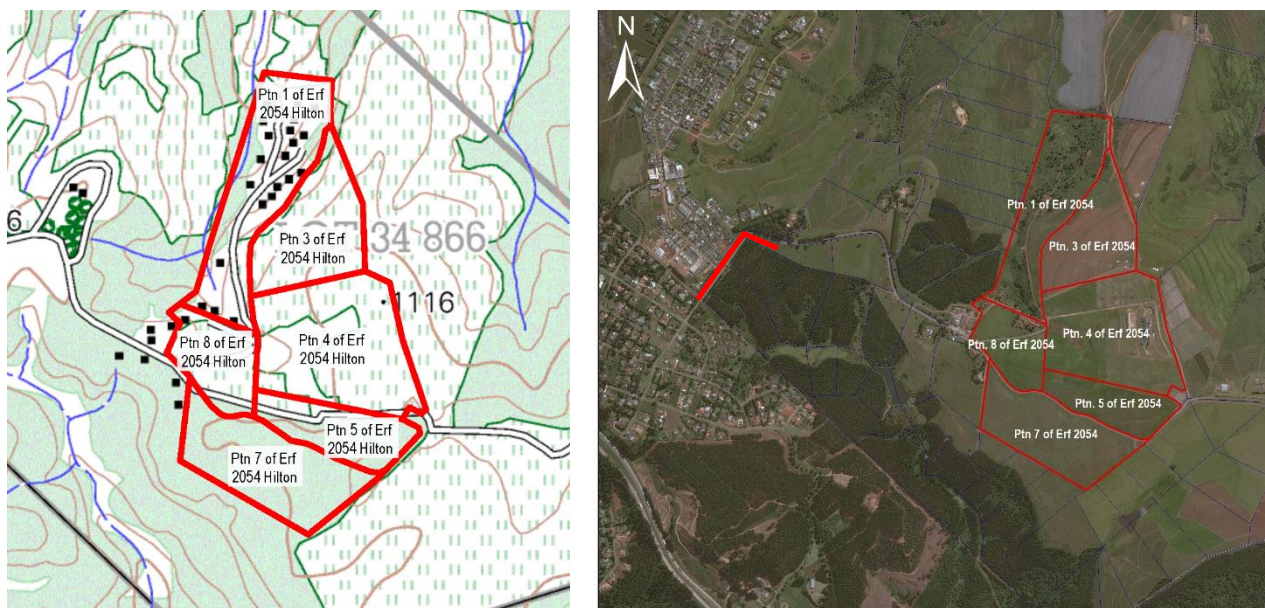 Ptn 1 of Erf
2054 Hilton
6
34 866
Ptn 3 of Erf
2054 Hilton
1116
Ptn 8 of Erf
2054 Hilton
Ptn 4 of Erf
2054 Hilton
Ptn 5 of Erf
2054 Hilton
Ptn 7 of Erf
2054 Hilton
N
Ptn. 1 of Erf 2054
Ptn. 3 of Erf 2054
Ptn. 8 of Erf 2054
Ptn. 4 of Erf 2054
Ptn. 5 of Erf 2054
Ptn 7 of Erf 2054